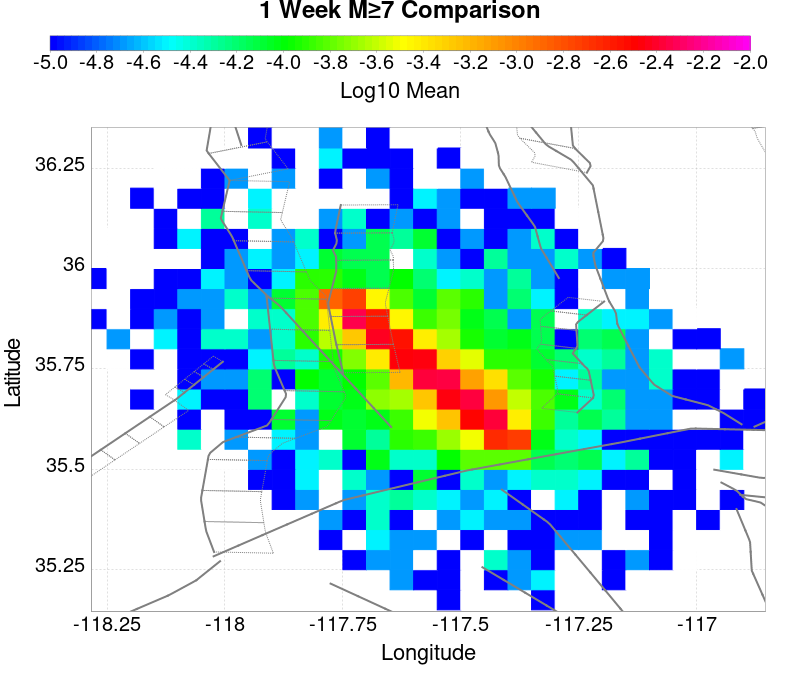 1 Week M≥7 Comparison
-5.0 -4.8 -4.6 -4.4 -4.2 -4.0 -3.8 -3.6 -3.4 -3.2 -3.0 -2.8 -2.6 -2.4 -2.2 -2.0
Log10 Mean
36.25
36
35.75
35.5
35.25
Latitude
-118.25 -118 -117.75 -117.5 -117.25 -117
Longitude